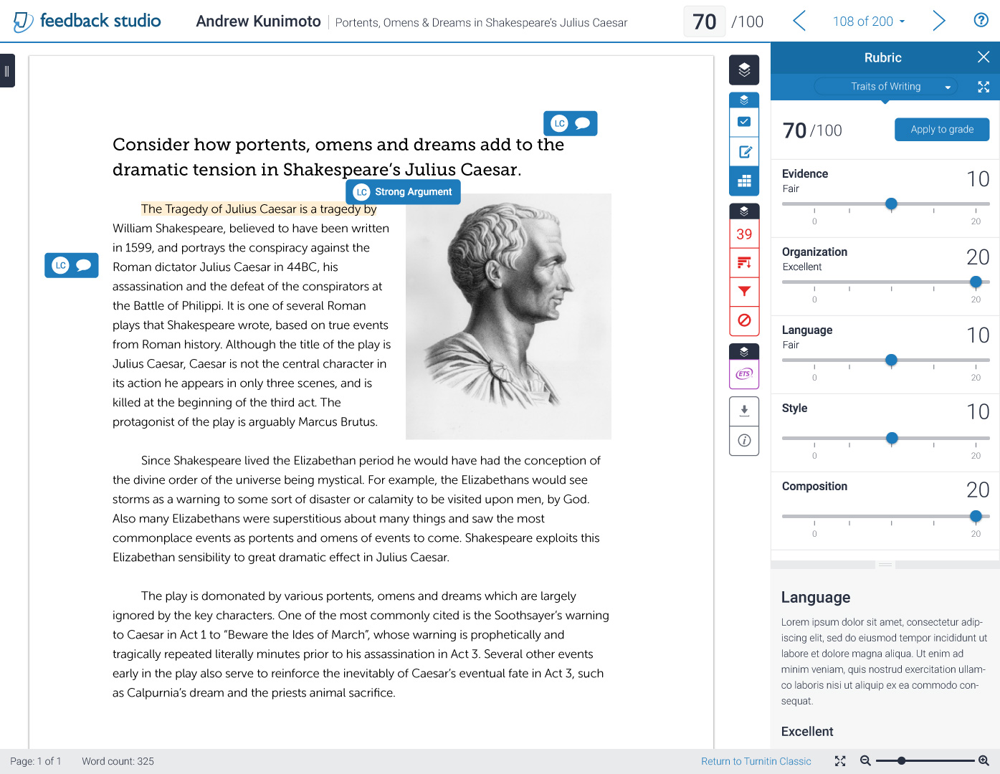 feedback studio
Andrew Kunimoto
Portents, Omens & Dreams in Shakespeare's Julius Caesar
70 /100
108 of 200
Rubric
Traits of Writing
70 /100
Apply to grade
LC
Consider how portents, omens and dreams add to the
dramatic tension in Shakespeare's Julius Caesar.
LC Strong Argument
The Tragedy of Julius Caesar is a tragedy by
William Shakespeare, believed to have been written
in 1599, and portrays the conspiracy against the
LC
Roman dictator Julius Caesar in 44BC, his
assassination and the defeat of the conspirators at
the Battle of Philippi. It is one of several Roman
plays that Shakespeare wrote, based on true events
from Roman history. Although the title of the play is
Julius Caesar, Caesar is not the central character in
its action he appears in only three scenes, and is
killed at the beginning of the third act. The
protagonist of the play is arguably Marcus Brutus.
Since Shakespeare lived the Elizabethan period he would have had the conception of
the divine order of the universe being mystical. For example, the Elizabethans would see
storms as a warning to some sort of disaster or calamity to be visited upon men, by God.
Also many Elizabethans were superstitious about many things and saw the most
commonplace events as portents and omens of events to come. Shakespeare exploits this
Elizabethan sensibility to great dramatic effect in Julius Caesar.
The play is domonated by various portents, omens and dreams which are largely
ignored by the key characters. One of the most commonly cited is the Soothsayer's warning
to Caesar in Act 1 to "Beware the Ides of March", whose warning is prophetically and
tragically repeated literally minutes prior to his assassination in Act 3. Several other events
early in the play also serve to reinforce the inevitably of Caesar's eventual fate in Act 3, such
as Calpurnia's dream and the priests animal sacrifice.
39
ETS
Evidence 10
Fair
0 20
Organization 20
Excellent
0 20
Language 10
Fair
0 20
Style 10
0 20
Composition 20
0 20
Language
Lorem ipsum dolor sit amet, consectetur adip-
iscing elit, sed do eiusmod tempor incididunt ut
labore et dolore magna aliqua. Ut enim ad
minim veniam, quis nostrud exercitation ullam-
co laboris nisi ut aliquip ex ea commodo con-
sequat.
Excellent
Page: 1 of 1
Word count: 325
Return to Turnitin Classic